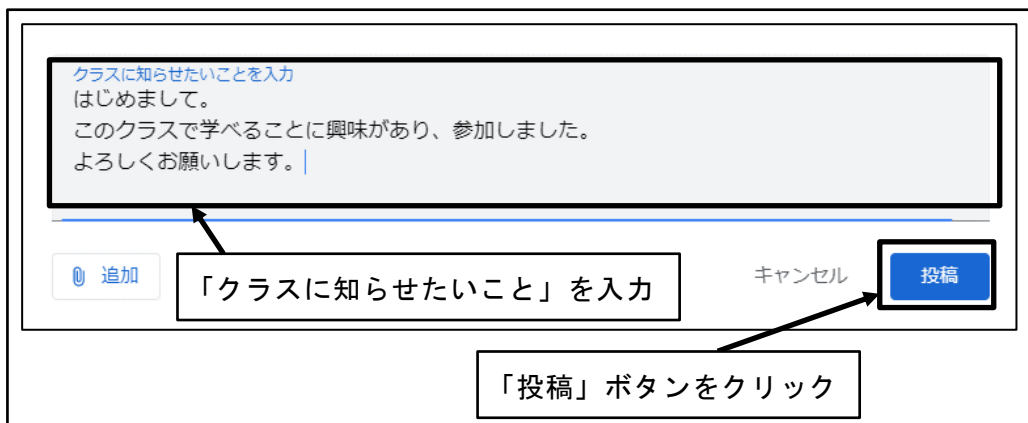 クラスに知らせたいことを入力
はじめまして。
このクラスで学べることに興味があり、参加しました。
よろしくお願いします。
追加
「クラスに知らせたいこと」を入力
キャンセル
投稿
「投稿」ボタンをクリック